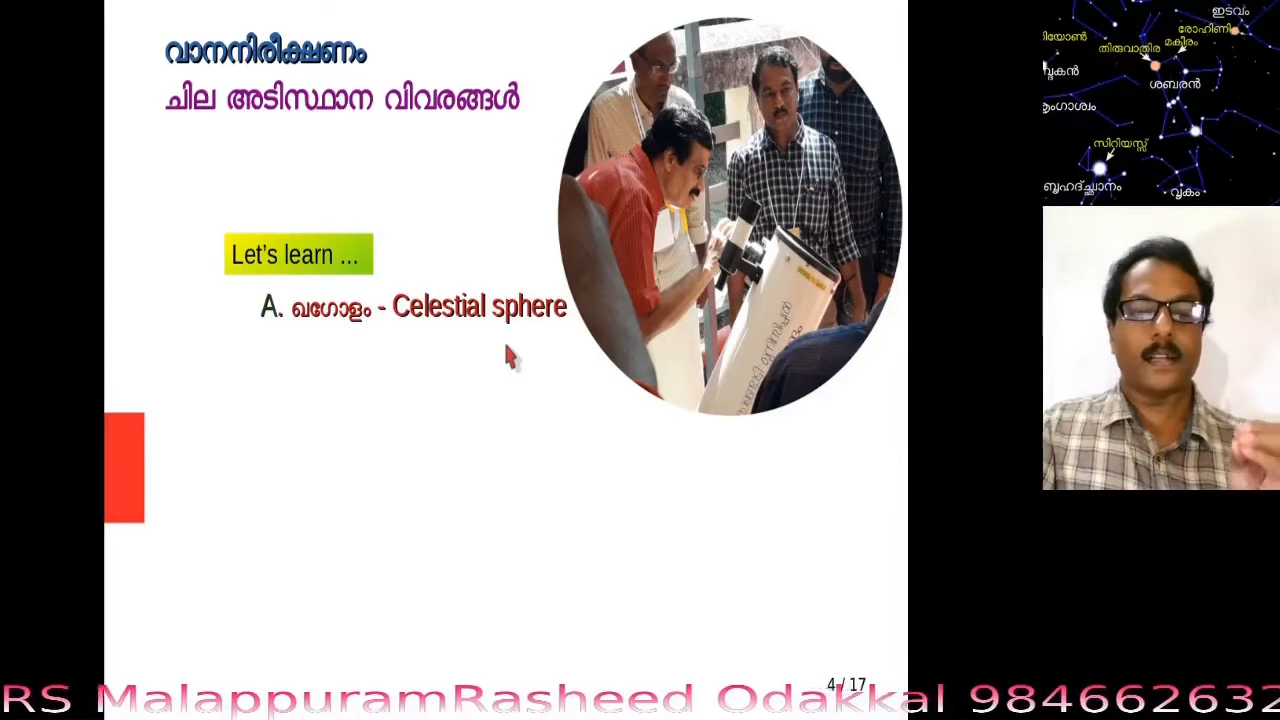 വാനനിരീക്ഷണം
ചില അടിസ്ഥാന വിവരങ്ങൾ
Let's learn ...
A. ഖഗോളം - Celestial sphere
ഇടവം
രോഹിണി
മകീരം
തിരുവാതിര
ശബരൻ
സിറിയസ്സ്
വൃകം
4 / 17
RS MalappuramRasheed Odakkal 984662632